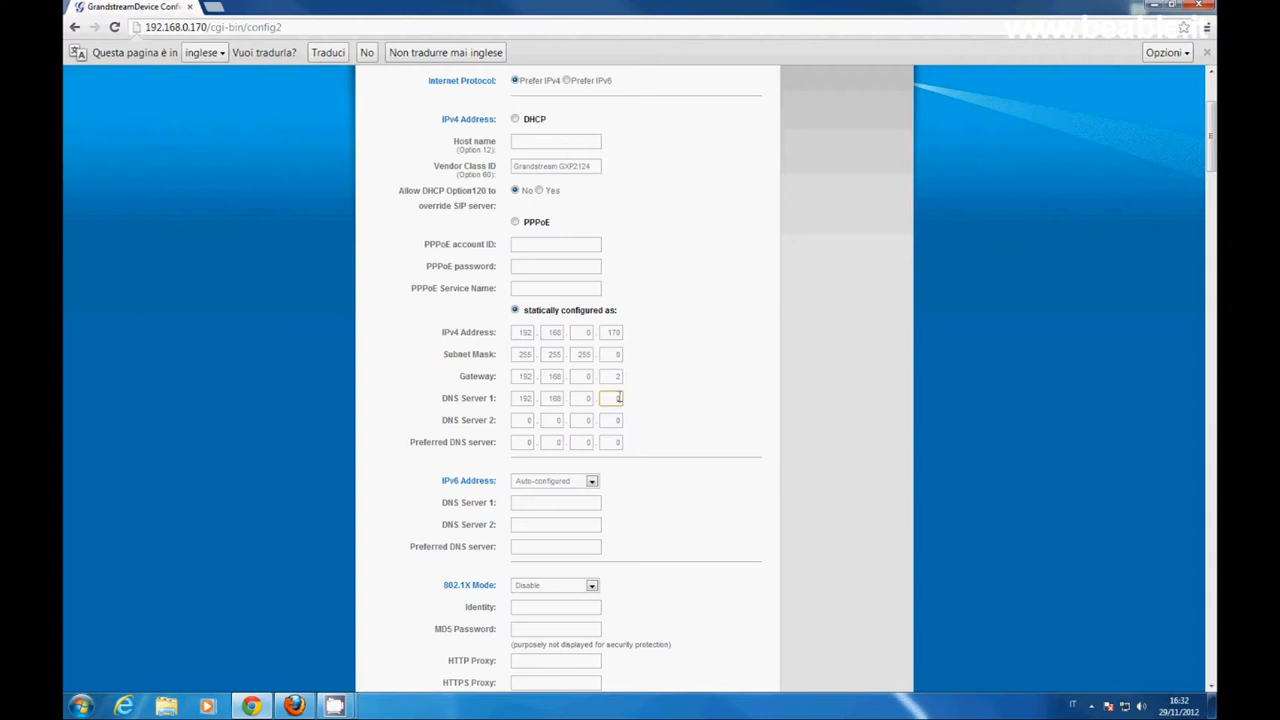 GrandstreamDevice Confi
www.beable.it
192.168.0.170/cgi-bin/config2
Questa pagina è in inglese Vuoi tradurla? Traduci No Non tradurre mai inglese Opzioni
Internet Protocol: Prefer IPv4 Prefer IPv6
IPv4 Address: DHCP
Host name
(Option 12):
Vendor Class ID Grandstream GXP2124
(Option 60):
Allow DHCP Option120 to No Yes
override SIP server:
PPPoE
PPPoE account ID:
PPPoE password:
PPPoE Service Name:
statically configured as:
IPv4 Address: 192 . 168 . 0 . 170
Subnet Mask: 255 . 255 . 255 . 0
Gateway: 192 . 168 . 0 . 2
DNS Server 1: 192 . 168 . 0 . 0
DNS Server 2: 0 . 0 . 0 . 0
Preferred DNS server: 0 . 0 . 0 . 0
IPv6 Address: Auto-configured
DNS Server 1:
DNS Server 2:
Preferred DNS server:
802.1X Mode: Disable
Identity:
MD5 Password:
(purposely not displayed for security protection)
HTTP Proxy:
HTTPS Proxy:
IT 16:32
29/11/2012